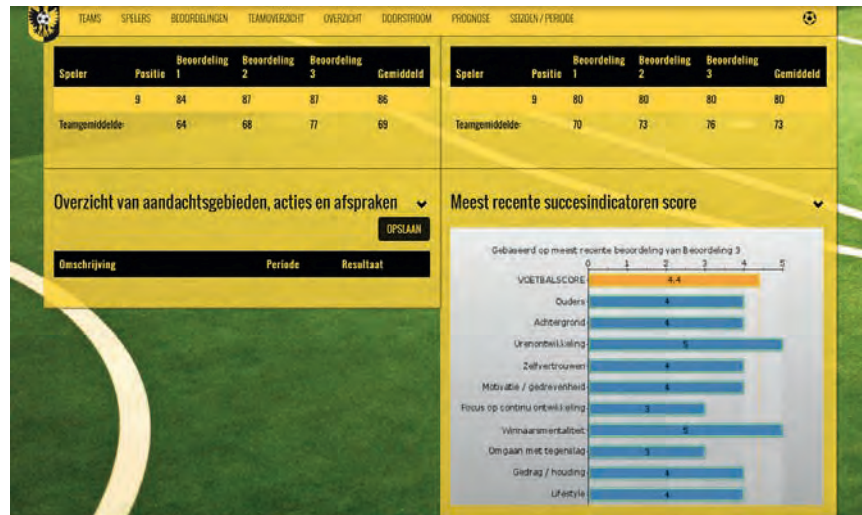 TEAMS SPELERS BEOORDELINGEN TEAMOVERZICHT OVERZICHT DOORSTROOM PROGNOSE SEIZOEN / PERIODE
Speler Positie Beoordeling 1 Beoordeling 2 Beoordeling 3 Gemiddeld
9 84 87 87 86
Teamgemiddelde: 64 68 77 69
Speler Positie Beoordeling 1 Beoordeling 2 Beoordeling 3 Gemiddeld
9 80 80 80 80
Teamgemiddelde: 70 73 76 73
Overzicht van aandachtsgebieden, acties en afspraken
OPSLAAN
Omschrijving Periode Resultaat
Meest recente succesindicatoren score
Gebaseerd op meest recente beoordeling van Beoordeling 3
0 1 2 3 4 5
VOETBALSCORE 4.4
Ouders 4
Achtergrond 4
Urenontwikkeling 5
Zelfvertrouwen 4
Motivatie / gedrevenheid 4
Focus op continu ontwikkeling 3
Winnaarsmentaliteit 5
Omgaan met tegenslag 3
Gedrag / houding 4
Lifestyle 4